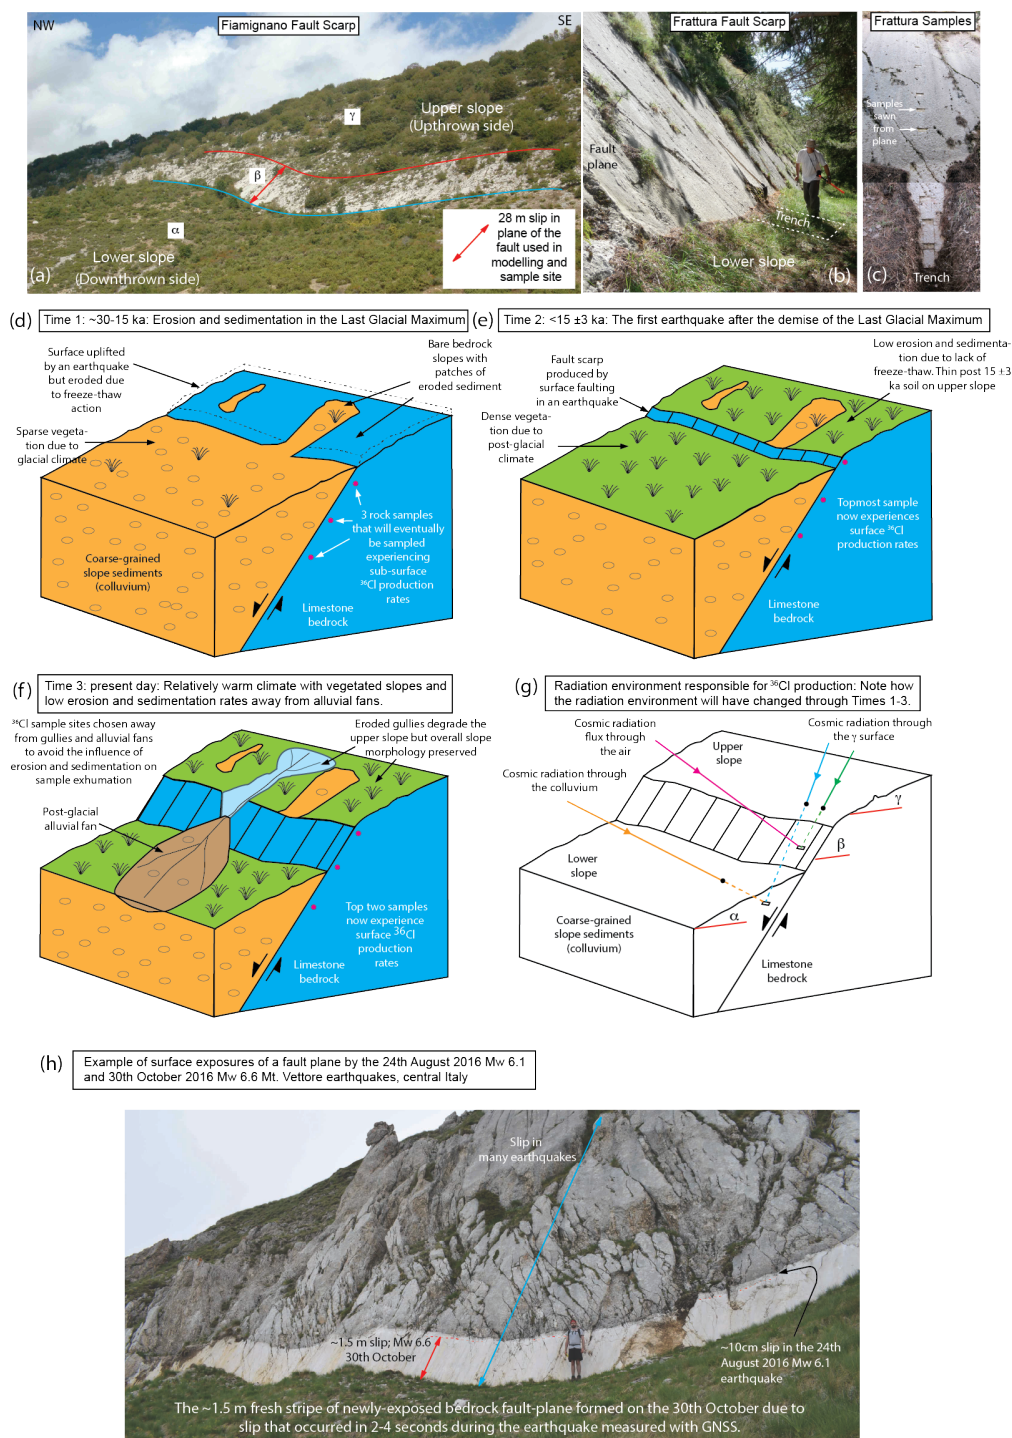 NW
Fiamignano Fault Scarp
SE
Frattura Fault Scarp
Frattura Samples
γ
Upper slope
(Upthrown side)
β
α
Lower slope
(Downthrown side)
(a)
28 m slip in
plane of the
fault used in
modelling and
sample site
Fault
plane
Trench
Lower slope
(b)
Samples
sawn
from
plane
(c)
Trench
(d)
Time 1: ~30-15 ka: Erosion and sedimentation in the Last Glacial Maximum
Surface uplifted
by an earthquake
but eroded due
to freeze-thaw
action
Bare bedrock
slopes with
patches of
eroded sediment
Sparse vegeta-
tion due to
glacial climate
3 rock samples
that will eventually
be sampled
experiencing
sub-surface
³⁶Cl production
rates
Coarse-grained
slope sediments
(colluvium)
Limestone
bedrock
(e)
Time 2: <15 ±3 ka: The first earthquake after the demise of the Last Glacial Maximum
Fault scarp
produced by
surface faulting
in an earthquake
Low erosion and sedimenta-
tion due to lack of
freeze-thaw. Thin post 15 ±3
ka soil on upper slope
Dense vegeta-
tion due to
post-glacial
climate
Topmost sample
now experiences
surface ³⁶Cl
production rates
Limestone
bedrock
(f)
Time 3: present day: Relatively warm climate with vegetated slopes and
low erosion and sedimentation rates away from alluvial fans.
³⁶Cl sample sites chosen away
from gullies and alluvial fans
to avoid the influence of
erosion and sedimentation on
sample exhumation
Eroded gullies degrade the
upper slope but overall slope
morphology preserved
Post-glacial
alluvial fan
Top two samples
now experience
surface ³⁶Cl
production
rates
Limestone
bedrock
(g)
Radiation environment responsible for ³⁶Cl production: Note how
the radiation environment will have changed through Times 1-3.
Cosmic radiation
flux through
the air
Cosmic radiation through
the γ surface
Upper
slope
Cosmic radiation through
the colluvium
γ
β
Lower
slope
α
Coarse-grained
slope sediments
(colluvium)
Limestone
bedrock
(h)
Example of surface exposures of a fault plane by the 24th August 2016 Mw 6.1
and 30th October 2016 Mw 6.6 Mt. Vettore earthquakes, central Italy
Slip in
many earthquakes
~1.5 m slip; Mw 6.6
30th October
~10cm slip in the 24th
August 2016 Mw 6.1
earthquake
The ~1.5 m fresh stripe of newly-exposed bedrock fault-plane formed on the 30th October due to
slip that occurred in 2-4 seconds during the earthquake measured with GNSS.